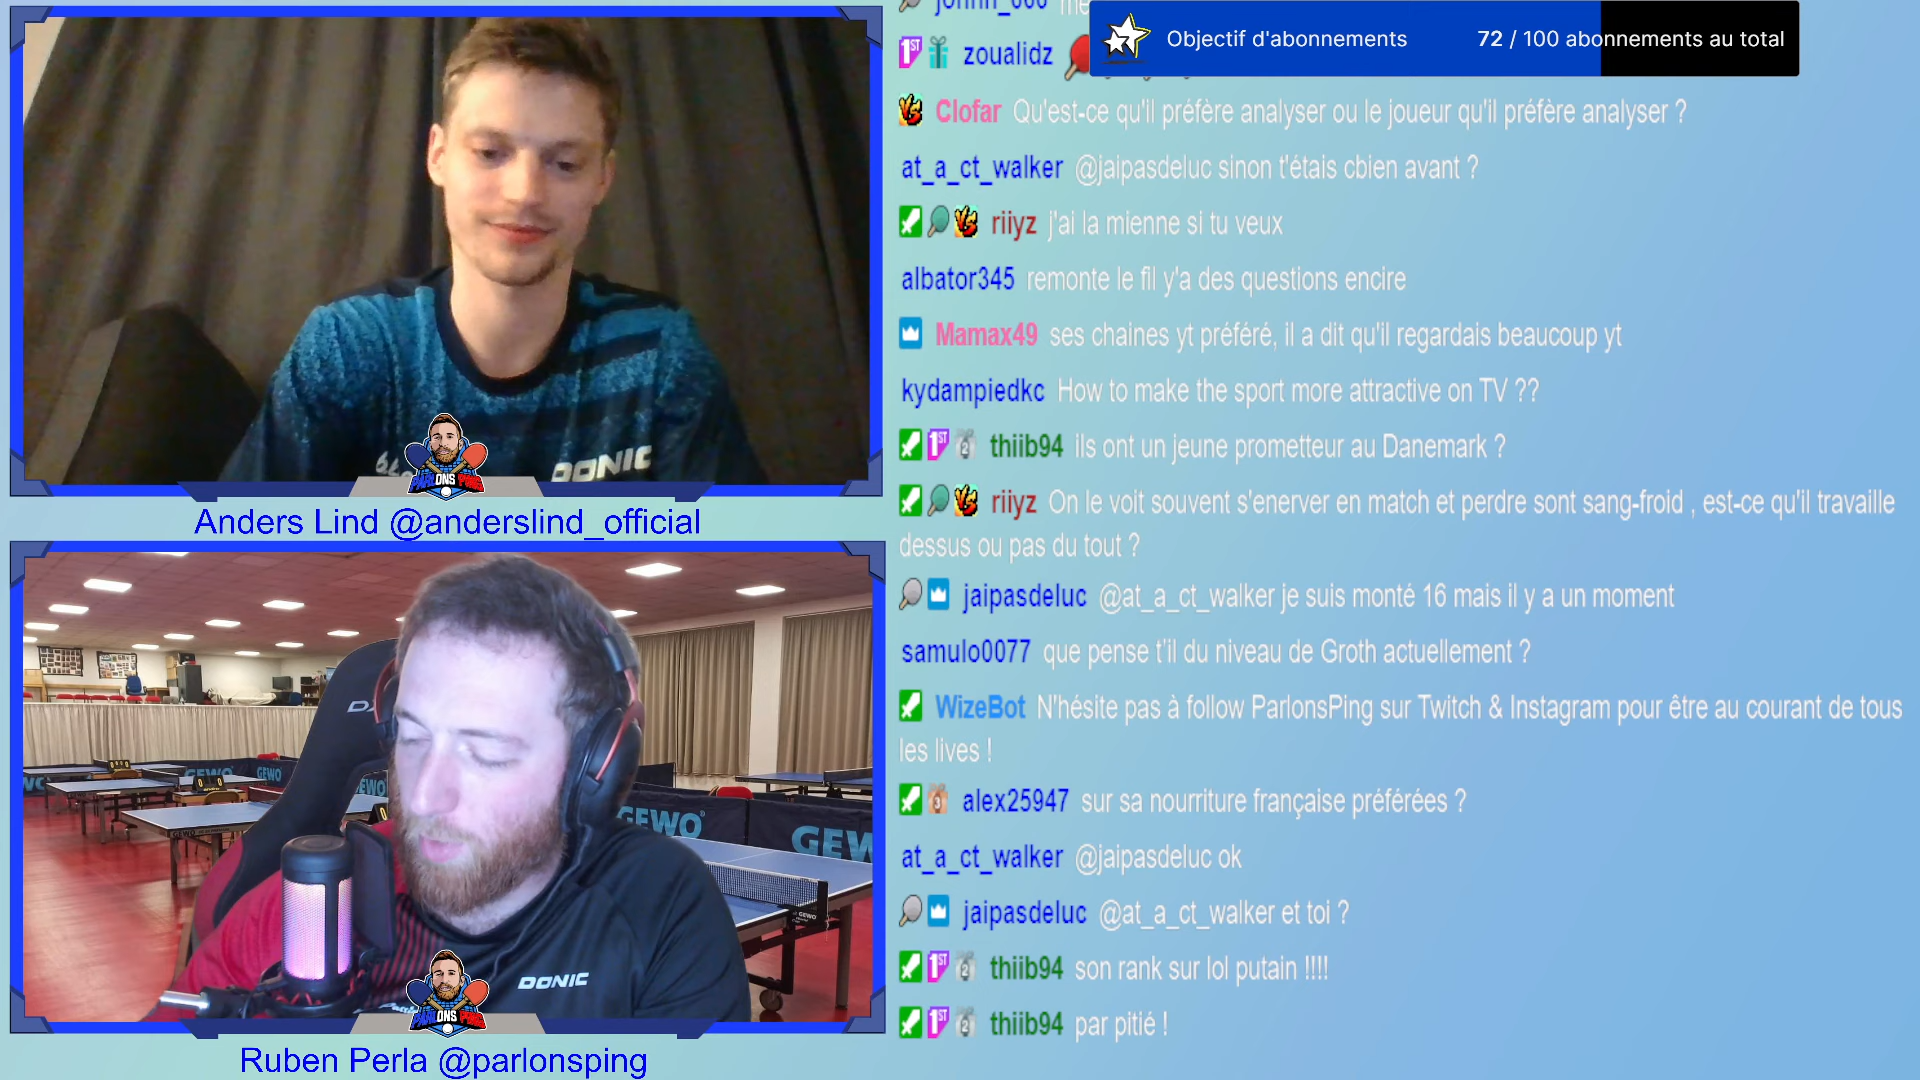 Objectif d'abonnements 72 / 100 abonnements au total
zoualidz
Clofar Qu'est-ce qu'il préfère analyser ou le joueur qu'il préfère analyser ?
at_a_ct_walker @jaipasdeluc sinon t'étais cbien avant ?
riiyz j'ai la mienne si tu veux
albator345 remonte le fil y'a des questions encire
Mamax49 ses chaines yt préféré, il a dit qu'il regardais beaucoup yt
kydampiedkc How to make the sport more attractive on TV ??
thiib94 ils ont un jeune prometteur au Danemark ?
riiyz On le voit souvent s'enerver en match et perdre sont sang-froid , est-ce qu'il travaille
dessus ou pas du tout ?
jaipasdeluc @at_a_ct_walker je suis monté 16 mais il y a un moment
samulo0077 que pense t'il du niveau de Groth actuellement ?
WizeBot N'hésite pas à follow ParlonsPing sur Twitch & Instagram pour être au courant de tous
les lives !
alex25947 sur sa nourriture française préférées ?
at_a_ct_walker @jaipasdeluc ok
jaipasdeluc @at_a_ct_walker et toi ?
thiib94 son rank sur lol putain !!!!
thiib94 par pitié !
DONIC
PARLONS PING
Anders Lind @anderslind_official
GEWO
GEWO
GEWO
GEWO
DONIC
PARLONS PING
Ruben Perla @parlonsping